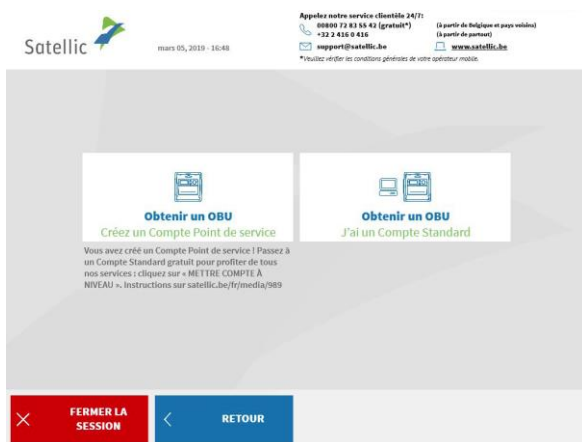 Satellic
mars 05, 2019 - 16:48
Appelez notre service clientèle 24/7:
00800 72 83 55 42 (gratuit*) (à partir de Belgique et pays voisins)
+32 2 416 0 416 (à partir de partout)
support@satellic.be www.satellic.be
*Veuillez vérifier les conditions générales de votre opérateur mobile.
Obtenir un OBU
Créez un Compte Point de service
Obtenir un OBU
J'ai un Compte Standard
Vous avez créé un Compte Point de service ! Passez à
un Compte Standard gratuit pour profiter de tous
nos services : cliquez sur « METTRE COMPTE À
NIVEAU ». Instructions sur satellic.be/fr/media/989
FERMER LA
SESSION
RETOUR